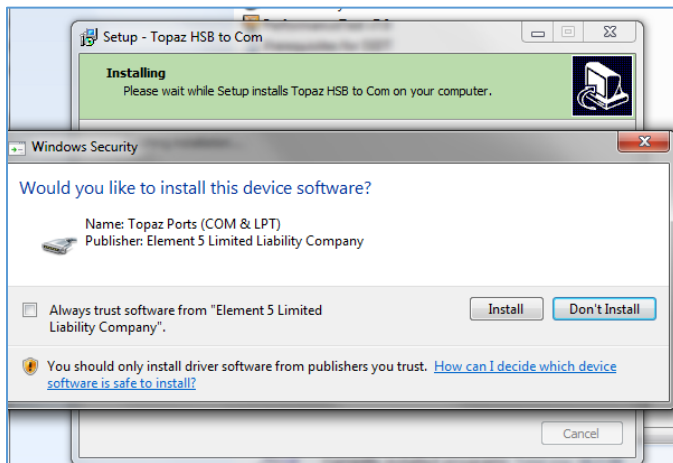 Setup - Topaz HSB to Com
Installing
Please wait while Setup installs Topaz HSB to Com on your computer.
Windows Security
Would you like to install this device software?
Name: Topaz Ports (COM & LPT)
Publisher: Element 5 Limited Liability Company
Always trust software from "Element 5 Limited
Liability Company".
Install
Don't Install
You should only install driver software from publishers you trust. How can I decide which device
software is safe to install?
Cancel